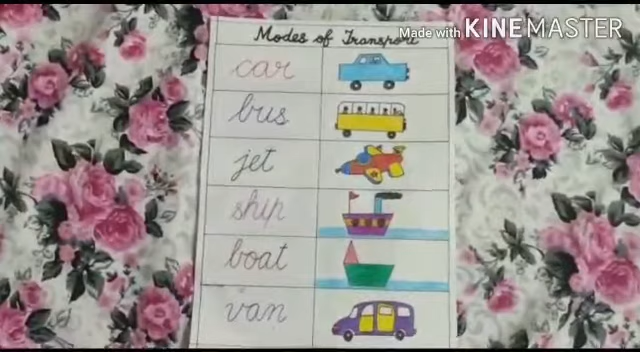 Made with KINEMASTER
Modes of Transport
car
bus
jet
ship
boat
van